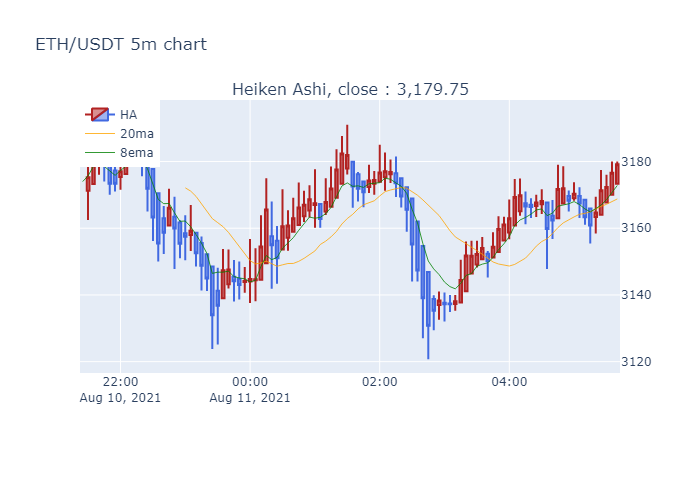 ETH/USDT 5m chart
Heiken Ashi, close : 3,179.75
HA
20ma
8ema
3180
3160
3140
3120
22:00
00:00
02:00
04:00
Aug 10, 2021
Aug 11, 2021